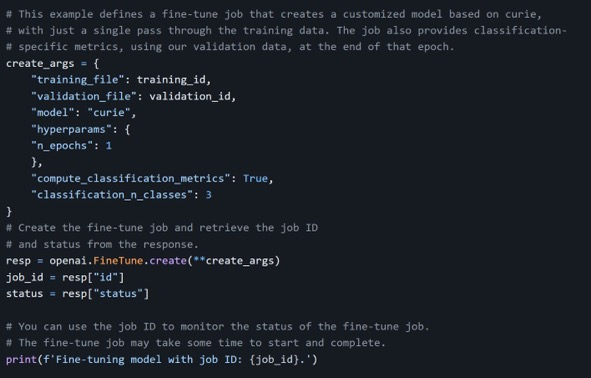 # This example defines a fine-tune job that creates a customized model based on curie,
# with just a single pass through the training data. The job also provides classification-
# specific metrics, using our validation data, at the end of that epoch.
create_args = {
    "training_file": training_id,
    "validation_file": validation_id,
    "model": "curie",
    "hyperparams": {
    "n_epochs": 1
    },
    "compute_classification_metrics": True,
    "classification_n_classes": 3
}
# Create the fine-tune job and retrieve the job ID
# and status from the response.
resp = openai.FineTune.create(**create_args)
job_id = resp["id"]
status = resp["status"]

# You can use the job ID to monitor the status of the fine-tune job.
# The fine-tune job may take some time to start and complete.
print(f'Fine-tuning model with job ID: {job_id}.')